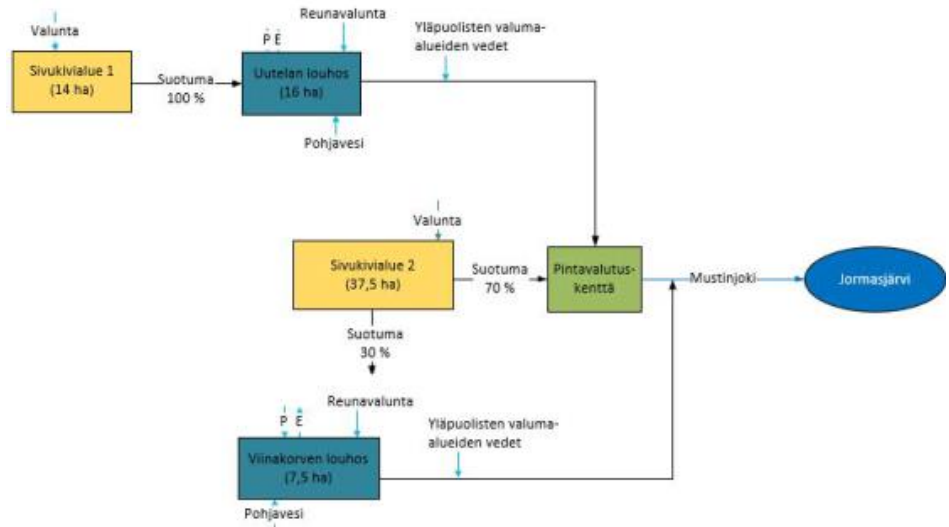 Valunta
Sivukivialue 1
(14 ha)
Suotuma
100 %
P E
Reunavalunta
Uutelan louhos
(16 ha)
Pohjavesi
Yläpuolisten valuma-
alueiden vedet
Valunta
Sivukivialue 2
(37,5 ha)
Suotuma
70 %
Pintavalutus-
kenttä
Mustinjoki
Jormasjärvi
Suotuma
30 %
P E
Reunavalunta
Viinakorven louhos
(7,5 ha)
Pohjavesi
Yläpuolisten valuma-
alueiden vedet